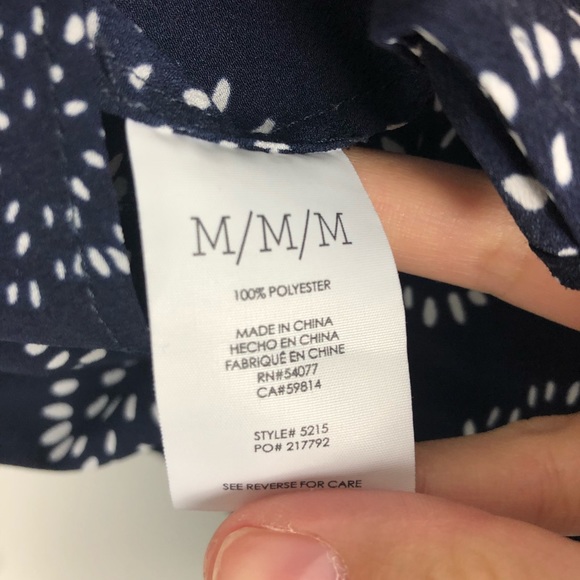 M/M/M
100% POLYESTER
MADE IN CHINA
HECHO EN CHINA
FABRIQUÉ EN CHINE
RN#54077
CA#59814
STYLE# 5215
PO# 217792
SEE REVERSE FOR CARE